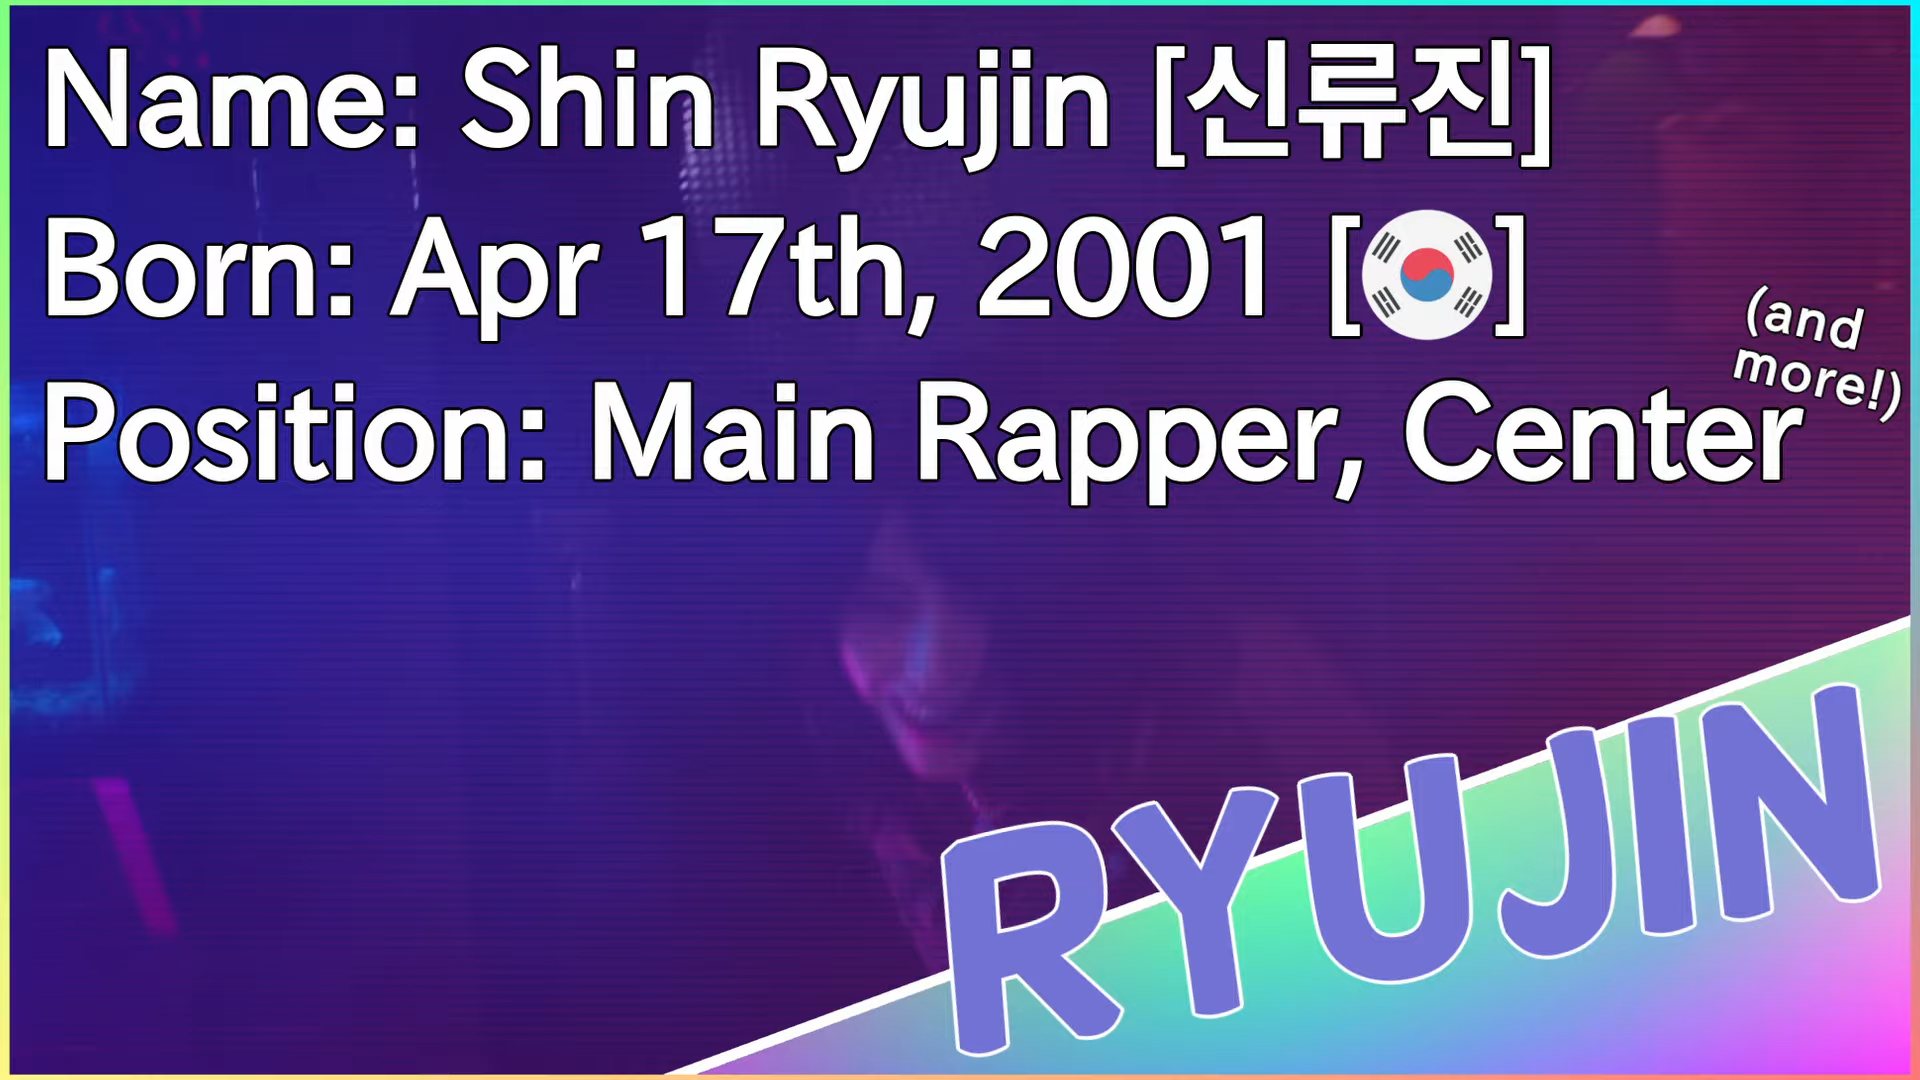 Name: Shin Ryujin [신류진]
Born: Apr 17th, 2001 [🇰🇷]
(and
more!)
Position: Main Rapper, Center
RYUJIN